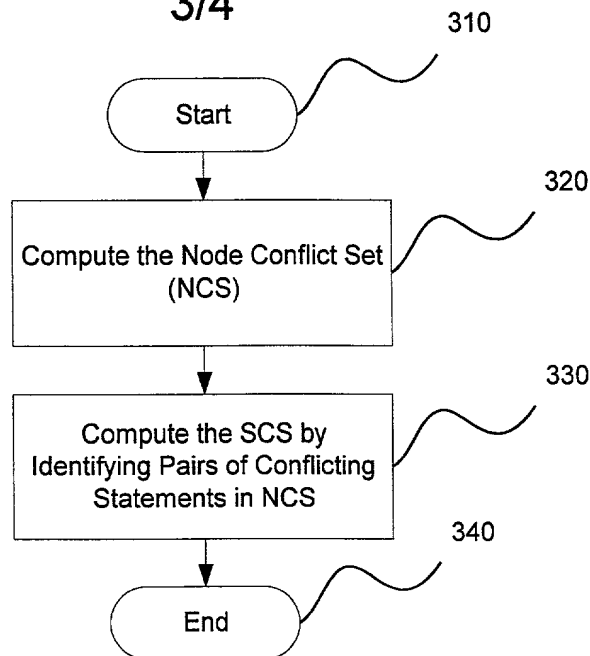 3/4
310
Start
320
Compute the Node Conflict Set
(NCS)
330
Compute the SCS by
Identifying Pairs of Conflicting
Statements in NCS
340
End